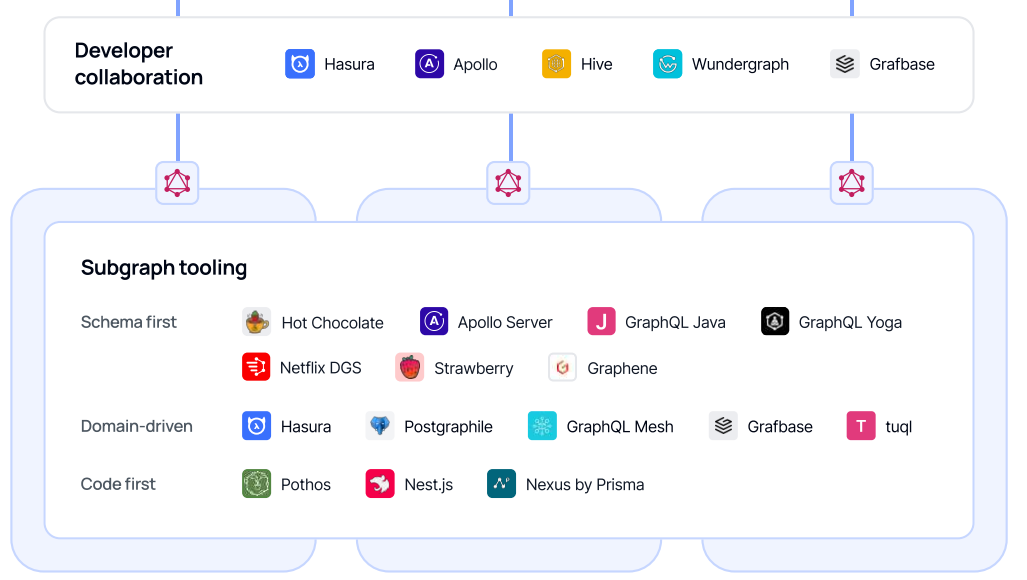 Developer
collaboration
Hasura Apollo Hive Wundergraph Grafbase
Subgraph tooling
Schema first Hot Chocolate Apollo Server J GraphQL Java GraphQL Yoga
Netflix DGS Strawberry Graphene
Domain-driven Hasura Postgraphile GraphQL Mesh Grafbase T tuql
Code first Pothos Nest.js Nexus by Prisma